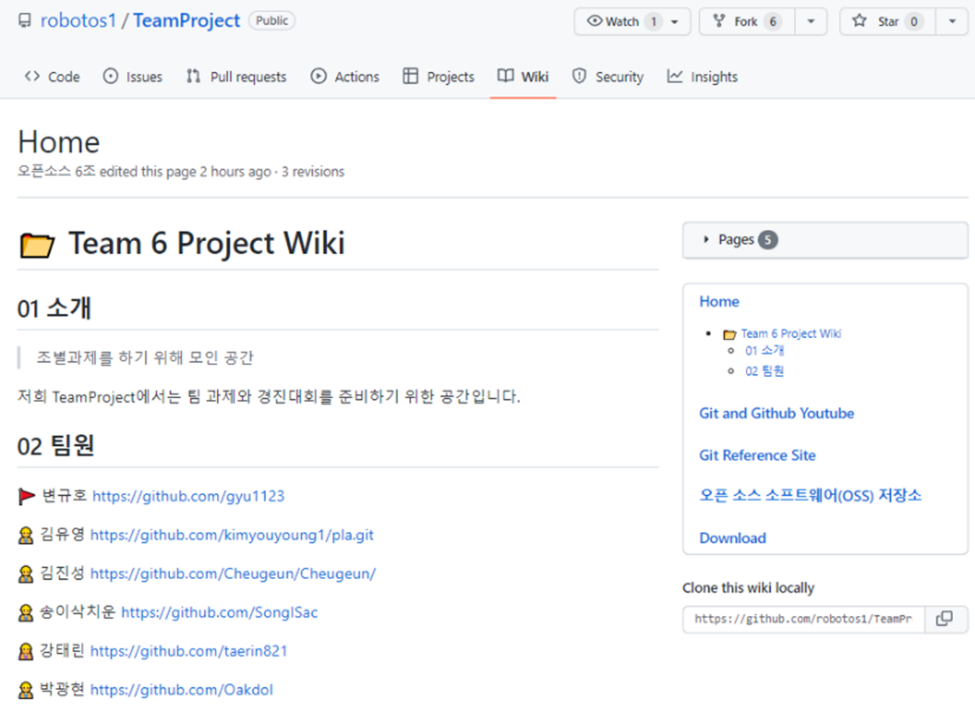 robotos1 / TeamProject Public
Watch 1
Fork 6
Star 0
Code
Issues
Pull requests
Actions
Projects
Wiki
Security
Insights
Home
오픈소스 6조 edited this page 2 hours ago · 3 revisions
Team 6 Project Wiki
01 소개
조별과제를 하기 위해 모인 공간
저희 TeamProject에서는 팀 과제와 경진대회를 준비하기 위한 공간입니다.
02 팀원
변규호 https://github.com/gyu1123
김유영 https://github.com/kimyouyoung1/pla.git
김진성 https://github.com/Cheugeun/Cheugeun/
송이삭치운 https://github.com/SongISac
강태린 https://github.com/taerin821
박광현 https://github.com/Oakdol
Pages 5
Home
Team 6 Project Wiki
01 소개
02 팀원
Git and Github Youtube
Git Reference Site
오픈 소스 소프트웨어(OSS) 저장소
Download
Clone this wiki locally
https://github.com/robotos1/TeamPr